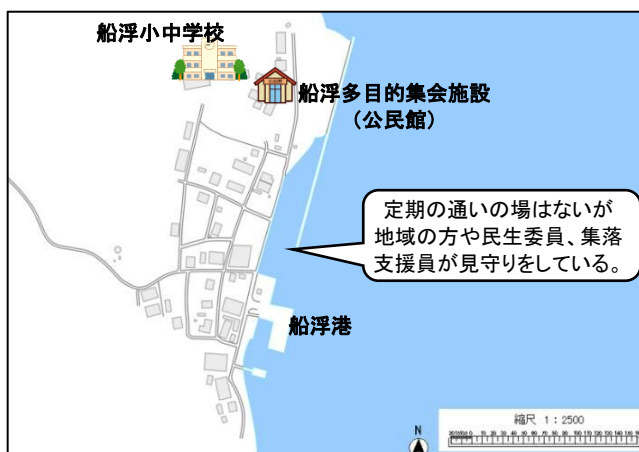 船浮小中学校
船浮多目的集会施設
（公民館）
定期の通いの場はないが
地域の方や民生委員、集落
支援員が見守りをしている。
船浮港
縮尺 1：2500
N